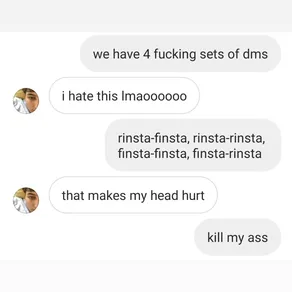 we have 4 fucking sets of dms
i hate this lmaoooooo
rinsta-finsta, rinsta-rinsta,
finsta-finsta, finsta-rinsta
that makes my head hurt
kill my ass